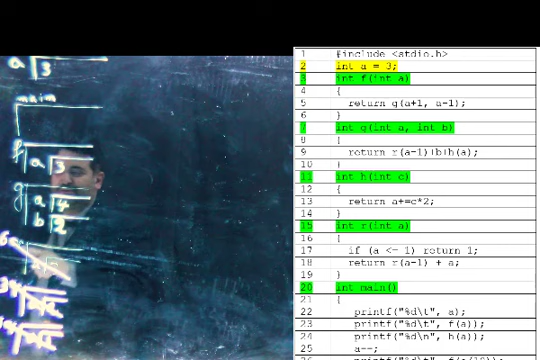 a 3
main
f a 3
g a 4
b 2
1 #include <stdio.h>
2 int a = 3;
3 int f(int a)
4 {
5 return g(a+1, a-1);
6 }
7 int g(int a, int b)
8 {
9 return r(a-1)+b+h(a);
10 }
11 int h(int c)
12 {
13 return a+=c*2;
14 }
15 int r(int a)
16 {
17 if (a <= 1) return 1;
18 return r(a-1) + a;
19 }
20 int main()
21 {
22 printf("%d\t", a);
23 printf("%d\t", f(a));
24 printf("%d\n", h(a));
25 a--;